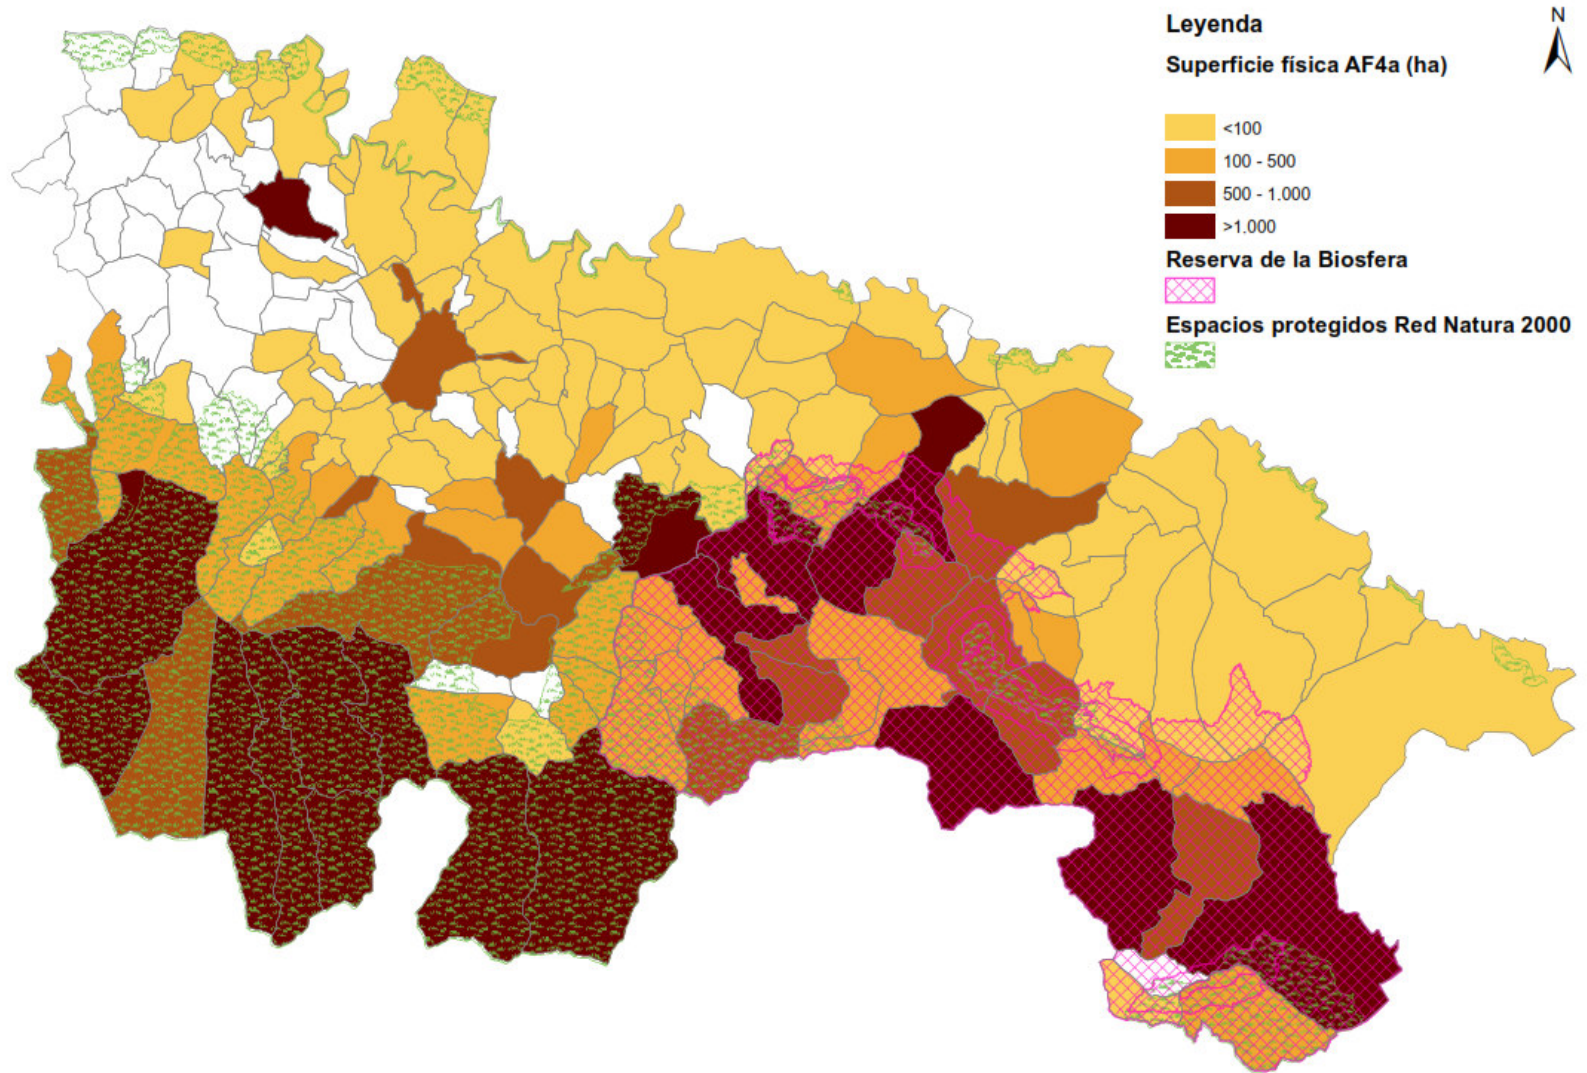 Leyenda
N
Superficie física AF4a (ha)
<100
100 - 500
500 - 1.000
>1.000
Reserva de la Biosfera
Espacios protegidos Red Natura 2000